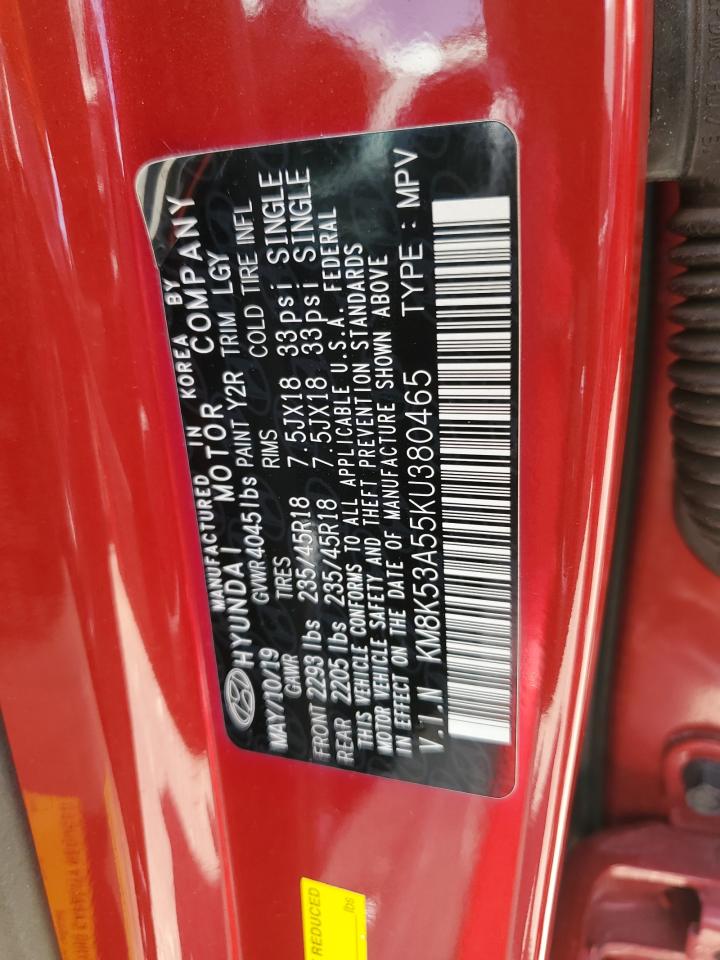 MANUFACTURED IN KOREA BY
HYUNDAI MOTOR COMPANY
MAY/10/19 GVWR 4045lbs PAINT Y2R TRIM LGY
GAWR TIRES RIMS COLD TIRE INFL
FRONT 2293 lbs 235/45R18 7.5JX18 33psi SINGLE
REAR 2205 lbs 235/45R18 7.5JX18 33psi SINGLE
THIS VEHICLE CONFORMS TO ALL APPLICABLE U.S.A. FEDERAL
MOTOR VEHICLE SAFETY AND THEFT PREVENTION STANDARDS
IN EFFECT ON THE DATE OF MANUFACTURE SHOWN ABOVE
V.I.N KM8K53A55KU380465 TYPE : MPV
REDUCED
lbs